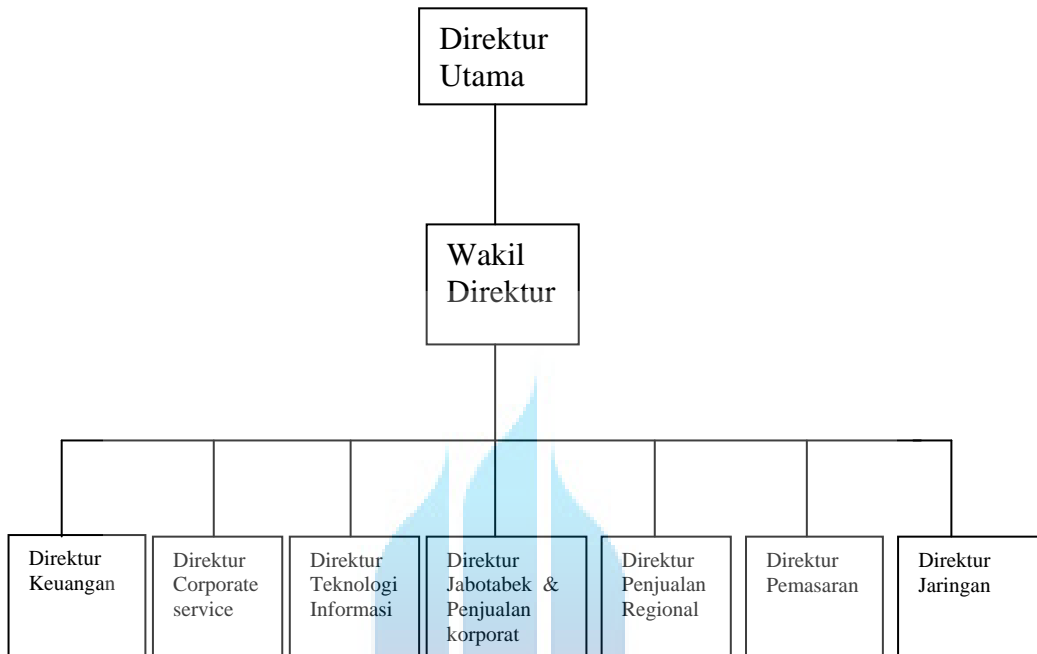 Direktur
Utama
Wakil
Direktur
Direktur
Keuangan
Direktur
Corporate
service
Direktur
Teknologi
Informasi
Direktur
Jabotabek &
Penjualan
korporat
Direktur
Penjualan
Regional
Direktur
Pemasaran
Direktur
Jaringan